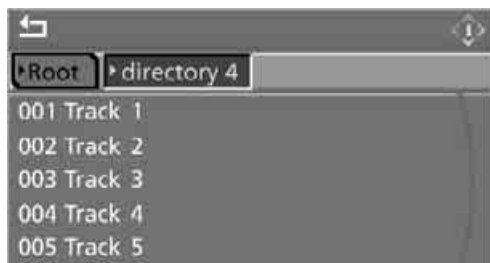 Root directory 4
001 Track 1
002 Track 2
003 Track 3
004 Track 4
005 Track 5